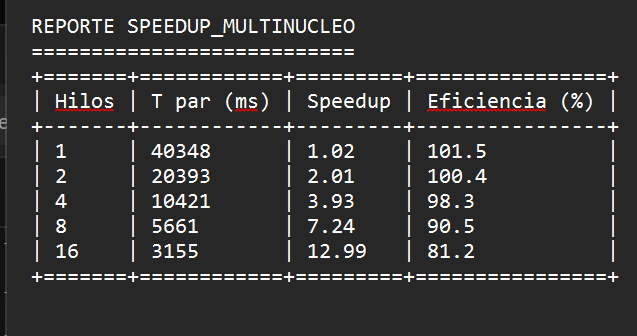 REPORTE SPEEDUP_MULTINUCLEO
===========================
+=======+============+=========+================+
| Hilos | T par (ms) | Speedup | Eficiencia (%) |
+-------+------------+---------+----------------+
| 1     | 40348      | 1.02    | 101.5          |
| 2     | 20393      | 2.01    | 100.4          |
| 4     | 10421      | 3.93    | 98.3           |
| 8     | 5661       | 7.24    | 90.5           |
| 16    | 3155       | 12.99   | 81.2           |
+=======+============+=========+================+